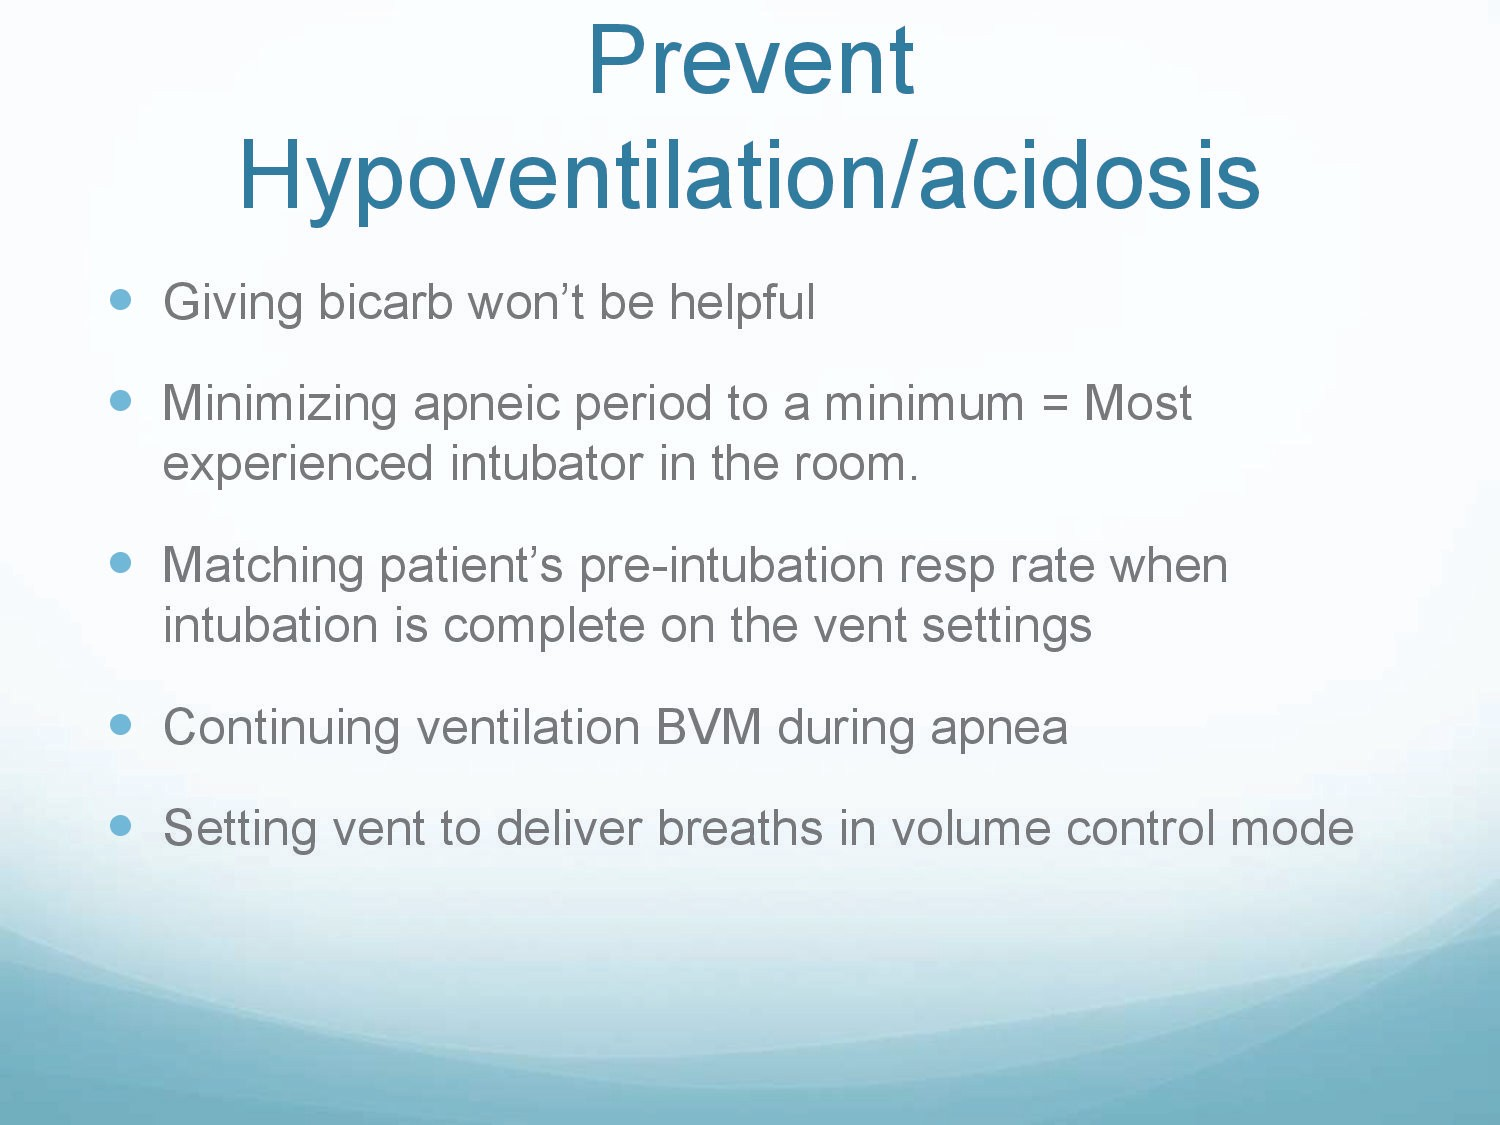 Prevent
Hypoventilation/acidosis
• Giving bicarb won’t be helpful
• Minimizing apneic period to a minimum = Most
experienced intubator in the room.
• Matching patient’s pre-intubation resp rate when
intubation is complete on the vent settings
• Continuing ventilation BVM during apnea
• Setting vent to deliver breaths in volume control mode